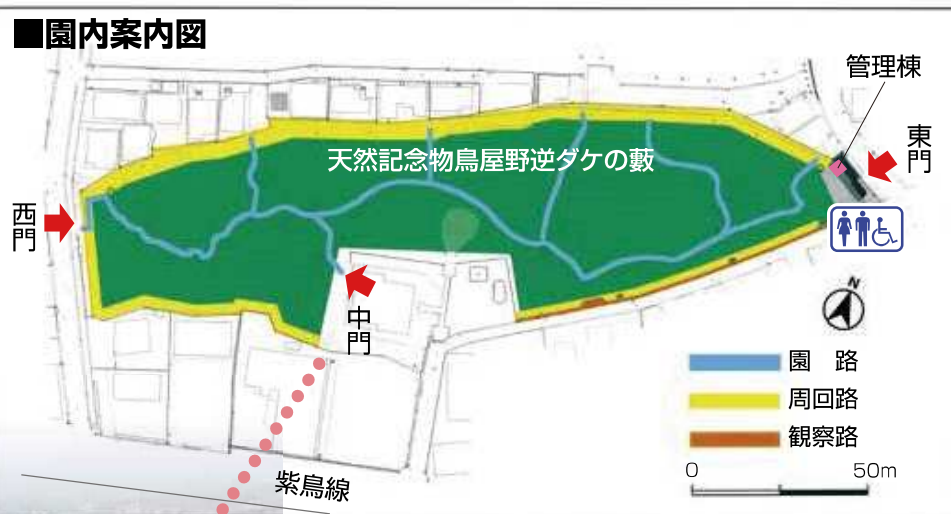 ■園内案内図
管理棟
東門
天然記念物鳥屋野逆ダケの藪
西門
中門
N
園 路
周回路
観察路
0 50m
紫鳥線